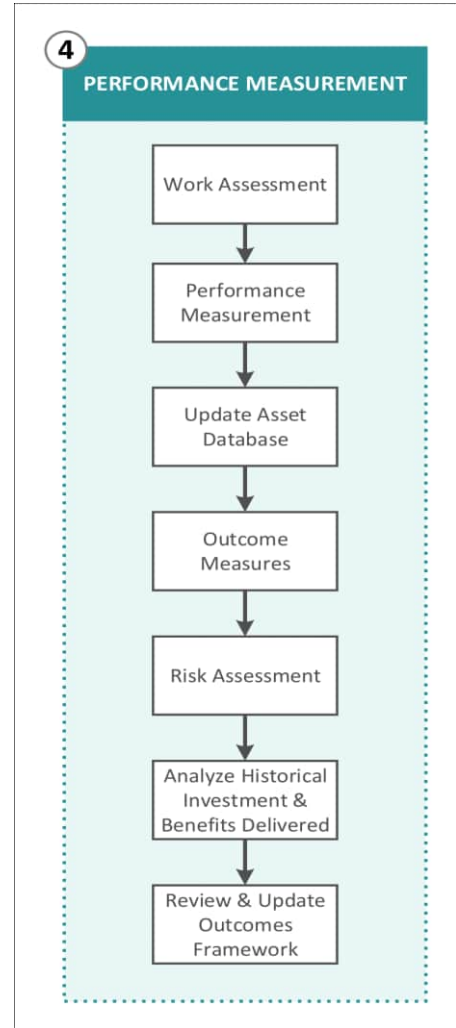 4
PERFORMANCE MEASUREMENT
Work Assessment
Performance
Measurement
Update Asset
Database
Outcome
Measures
Risk Assessment
Analyze Historical
Investment &
Benefits Delivered
Review & Update
Outcomes
Framework